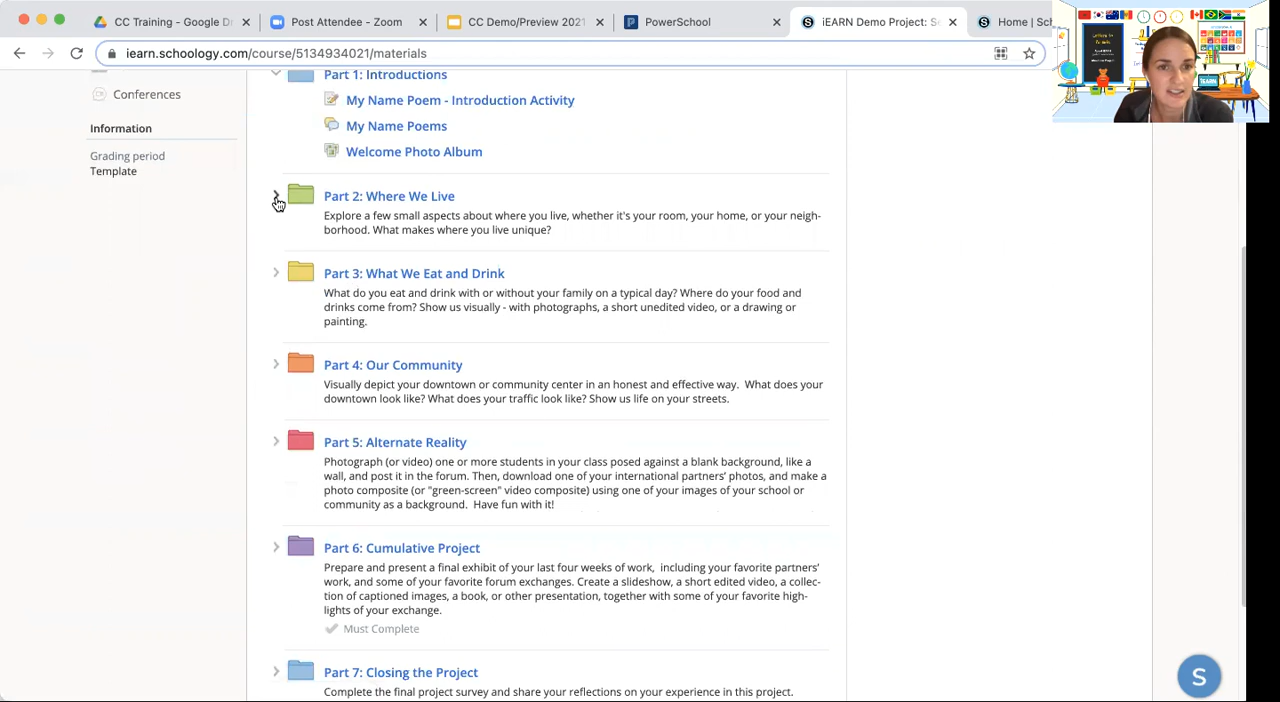 CC Training - Google Dr
Post Attendee - Zoom
CC Demo/Preview 2021
PowerSchool
iEARN Demo Project: Se
Home | Sch
iearn.schoology.com/course/5134934021/materials
Conferences
Information
Grading period
Template
Part 1: Introductions
My Name Poem - Introduction Activity
My Name Poems
Welcome Photo Album
Part 2: Where We Live
Explore a few small aspects about where you live, whether it's your room, your home, or your neigh-
borhood. What makes where you live unique?
Part 3: What We Eat and Drink
What do you eat and drink with or without your family on a typical day? Where do your food and
drinks come from? Show us visually - with photographs, a short unedited video, or a drawing or
painting.
Part 4: Our Community
Visually depict your downtown or community center in an honest and effective way. What does your
downtown look like? What does your traffic look like? Show us life on your streets.
Part 5: Alternate Reality
Photograph (or video) one or more students in your class posed against a blank background, like a
wall, and post it in the forum. Then, download one of your international partners' photos, and make a
photo composite (or "green-screen" video composite) using one of your images of your school or
community as a background. Have fun with it!
Part 6: Cumulative Project
Prepare and present a final exhibit of your last four weeks of work, including your favorite partners'
work, and some of your favorite forum exchanges. Create a slideshow, a short edited video, a collec-
tion of captioned images, a book, or other presentation, together with some of your favorite high-
lights of your exchange.
Must Complete
Part 7: Closing the Project
Complete the final project survey and share your reflections on your experience in this project.
S